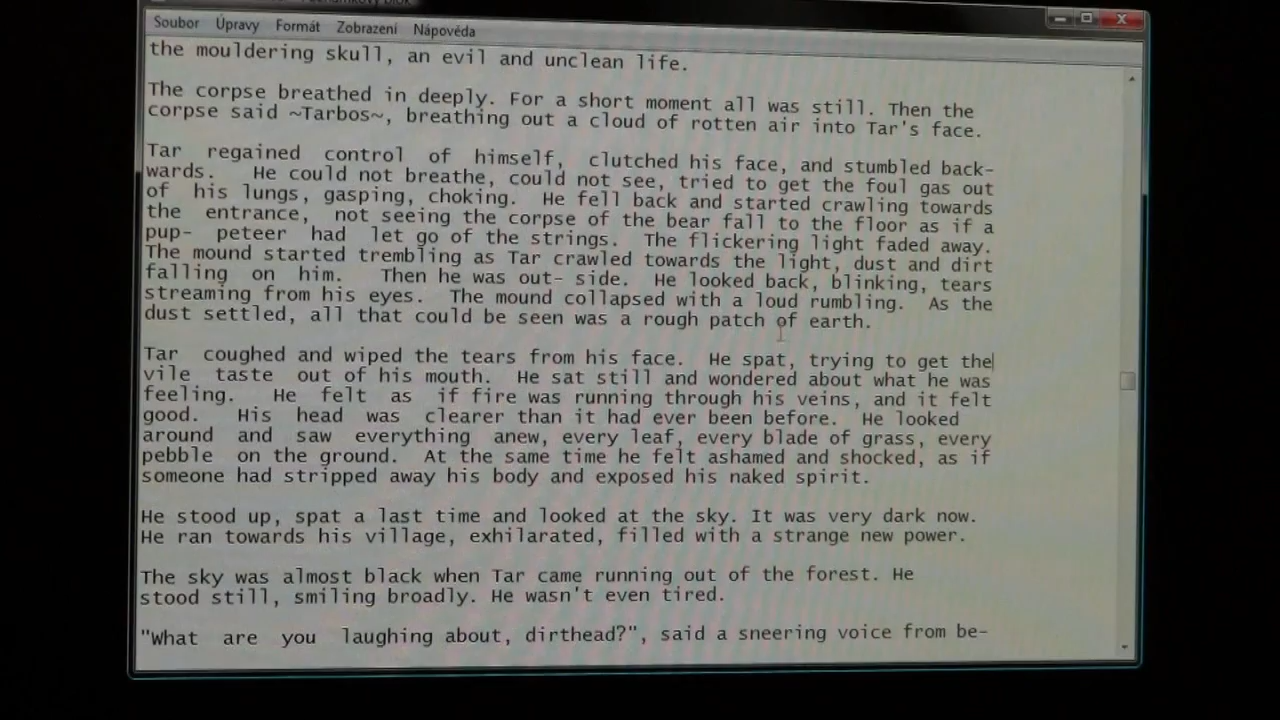 Soubor Úpravy Formát Zobrazení Nápověda
the mouldering skull, an evil and unclean life.
The corpse breathed in deeply. For a short moment all was still. Then the
corpse said ~Tarbos~, breathing out a cloud of rotten air into Tar's face.
Tar regained control of himself, clutched his face, and stumbled back-
wards. He could not breathe, could not see, tried to get the foul gas out
of his lungs, gasping, choking. He fell back and started crawling towards
the entrance, not seeing the corpse of the bear fall to the floor as if a
pup- peteer had let go of the strings. The flickering light faded away.
The mound started trembling as Tar crawled towards the light, dust and dirt
falling on him. Then he was out- side. He looked back, blinking, tears
streaming from his eyes. The mound collapsed with a loud rumbling. As the
dust settled, all that could be seen was a rough patch of earth.
Tar coughed and wiped the tears from his face. He spat, trying to get the
vile taste out of his mouth. He sat still and wondered about what he was
feeling. He felt as if fire was running through his veins, and it felt
good. His head was clearer than it had ever been before. He looked
around and saw everything anew, every leaf, every blade of grass, every
pebble on the ground. At the same time he felt ashamed and shocked, as if
someone had stripped away his body and exposed his naked spirit.
He stood up, spat a last time and looked at the sky. It was very dark now.
He ran towards his village, exhilarated, filled with a strange new power.
The sky was almost black when Tar came running out of the forest. He
stood still, smiling broadly. He wasn't even tired.
"What are you laughing about, dirthead?", said a sneering voice from be-